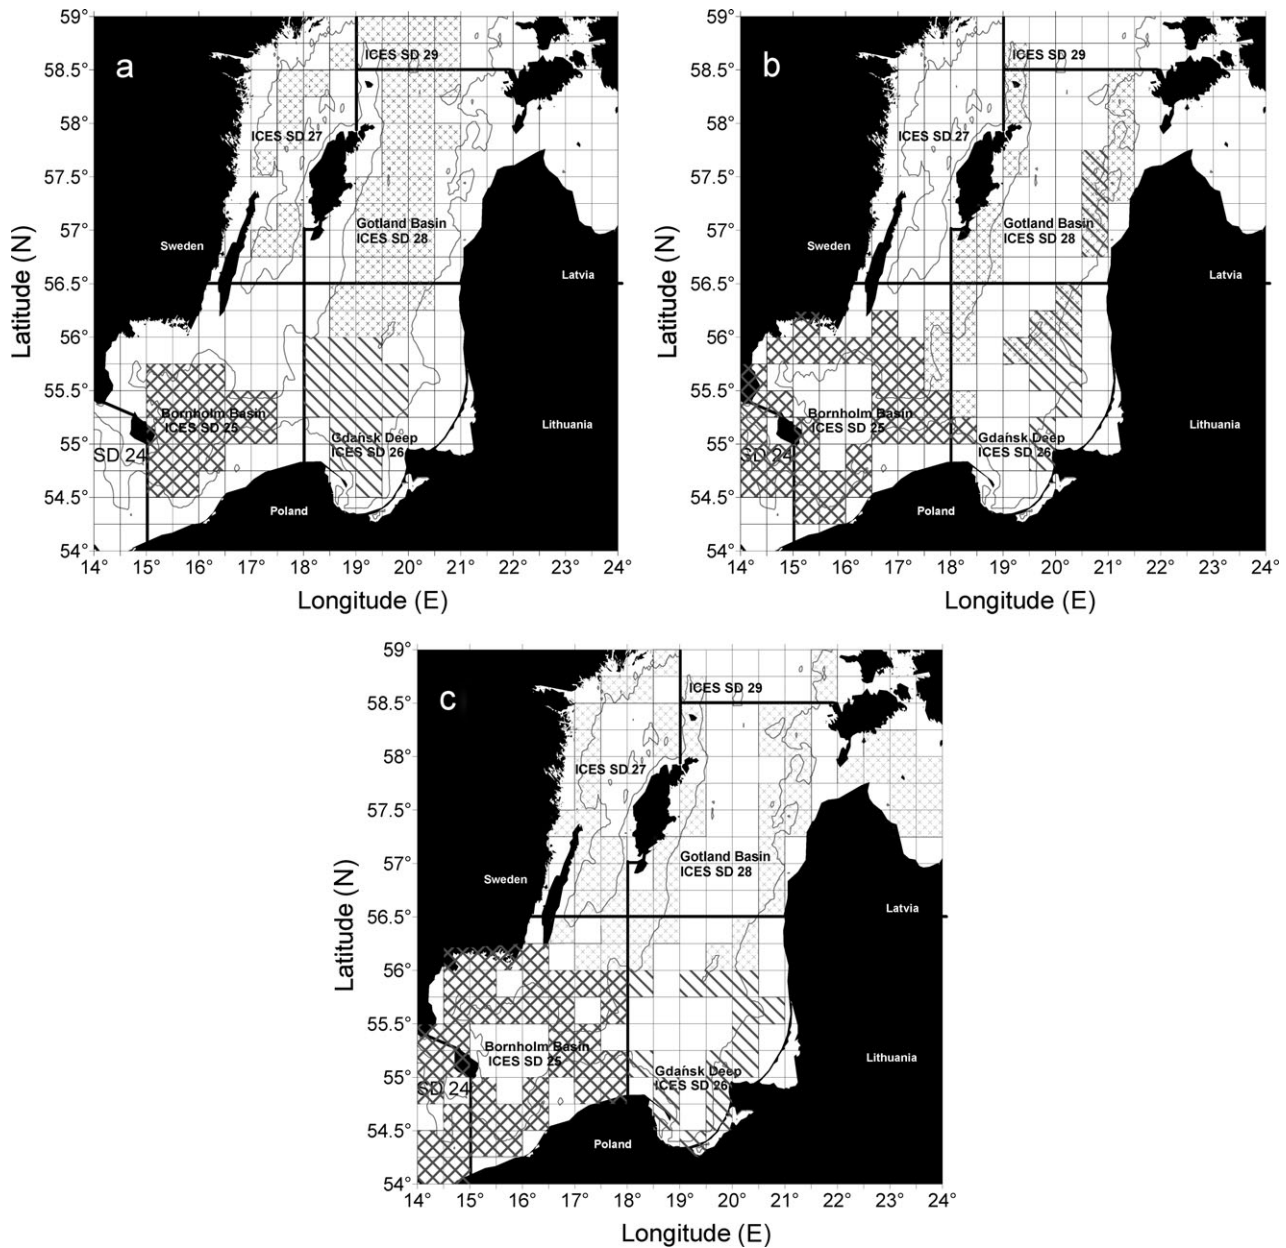 a
59°
58.5°
58°
57.5°
57°
56.5°
56°
55.5°
55°
54.5°
54°
Latitude (N)
ICES SD 29
ICES SD 27
Gotland Basin
ICES SD 28
Sweden
Latvia
Bornholm Basin
ICES SD 25
Gdańsk Deep
ICES SD 26
SD 24
Lithuania
Poland
14 15° 16° 17° 18° 19° 20° 21° 22° 23° 24°
Longitude (E)
b
59°
58.5°
58°
57.5°
57°
56.5°
56°
55.5°
55°
54.5°
54°
Latitude (N)
ICES SD 29
ICES SD 27
Gotland Basin
ICES SD 28
Sweden
Latvia
Bornholm Basin
ICES SD 25
Gdańsk Deep
ICES SD 26
SD 24
Lithuania
Poland
14° 15° 16° 17° 18° 19° 20° 21° 22° 23° 24°
Longitude (E)
c
59°
58.5°
58°
57.5°
57°
56.5°
56°
55.5°
55°
54.5°
54°
Latitude (N)
ICES SD 29
ICES SD 27
Gotland Basin
ICES SD 28
Sweden
Latvia
Bornholm Basin
ICES SD 25
Gdańsk Deep
ICES SD 26
SD 24
Lithuania
Poland
14° 15° 16° 17° 18° 19° 20° 21° 22° 23° 24°
Longitude (E)